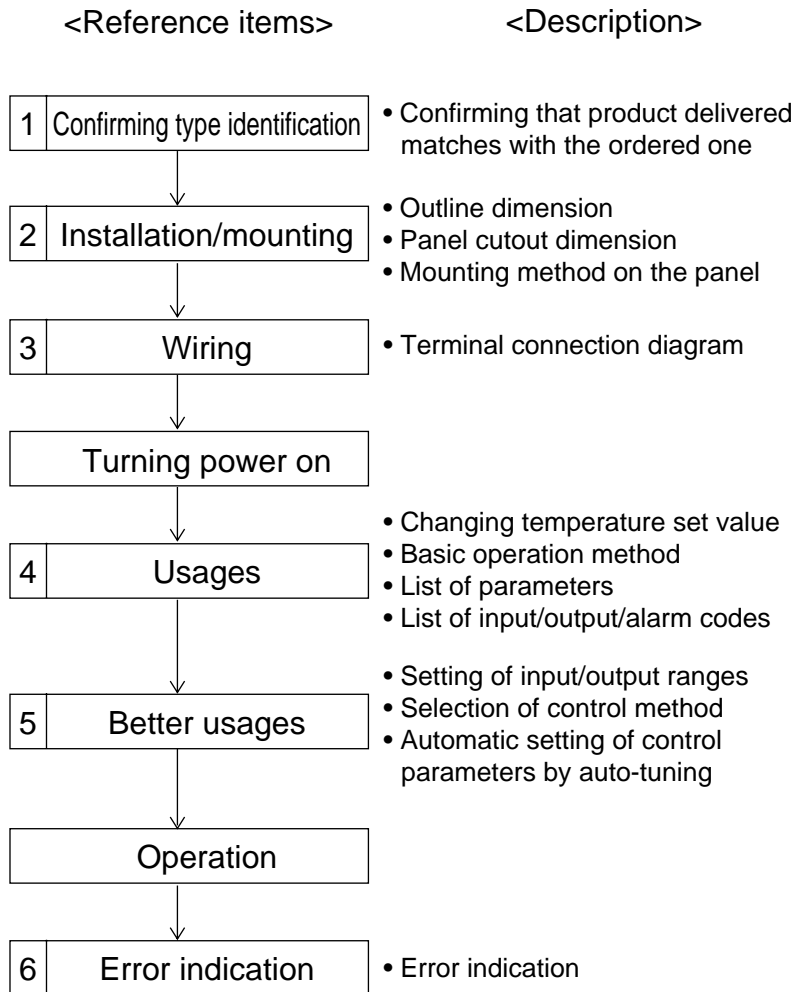 <Reference items>
<Description>
1 Confirming type identification
• Confirming that product delivered
matches with the ordered one
2 Installation/mounting
• Outline dimension
• Panel cutout dimension
• Mounting method on the panel
3 Wiring
• Terminal connection diagram
Turning power on
4 Usages
• Changing temperature set value
• Basic operation method
• List of parameters
• List of input/output/alarm codes
5 Better usages
• Setting of input/output ranges
• Selection of control method
• Automatic setting of control
parameters by auto-tuning
Operation
6 Error indication
• Error indication